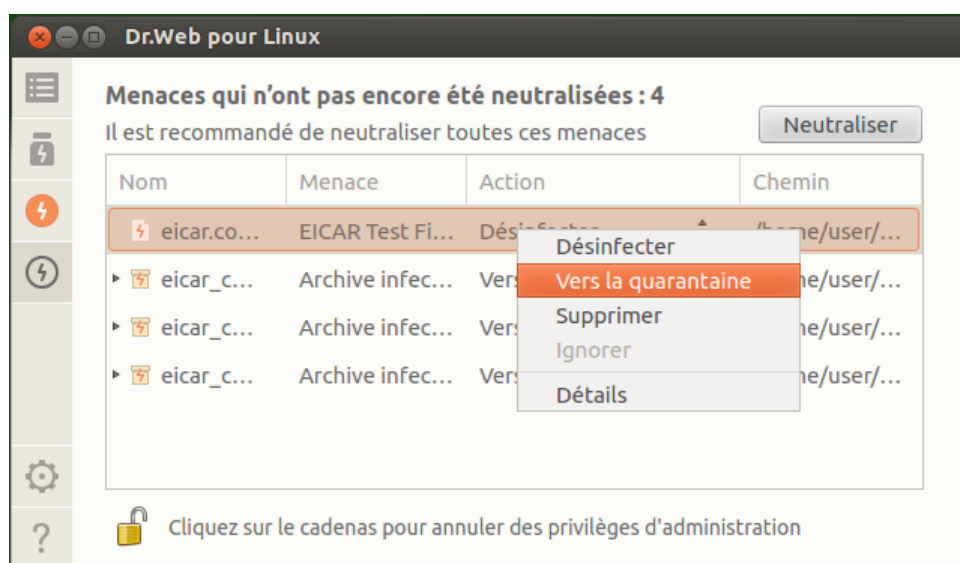 Dr.Web pour Linux
Menaces qui n’ont pas encore été neutralisées : 4
Il est recommandé de neutraliser toutes ces menaces
Neutraliser
Nom Menace Action Chemin
eicar.co... EICAR Test Fi... /home/user/...
Désinfecter
eicar_c... Archive infec...
Vers la quarantaine
eicar_c... Archive infec...
Supprimer
Ignorer
eicar_c... Archive infec...
Détails
Cliquez sur le cadenas pour annuler des privilèges d'administration
?